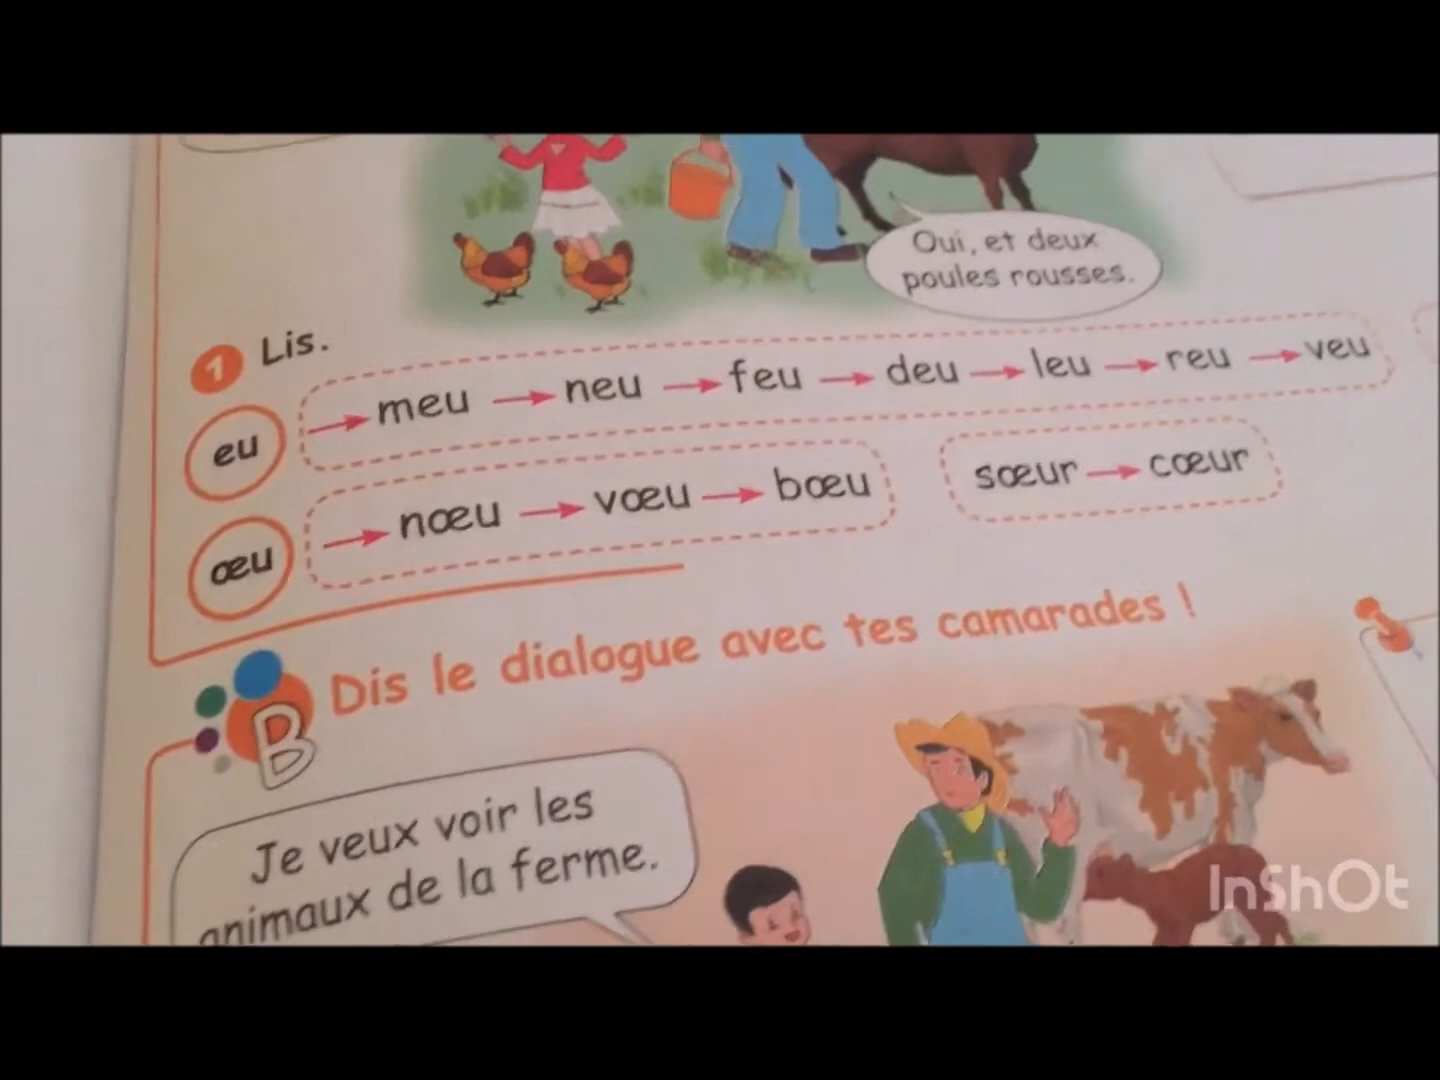 Oui, et deux
poules rousses.
1 Lis.
eu → meu → neu → feu → deu → leu → reu → veu
œu → nœu → vœu → bœu sœur → cœur
B Dis le dialogue avec tes camarades !
Je veux voir les
animaux de la ferme.
InShOt